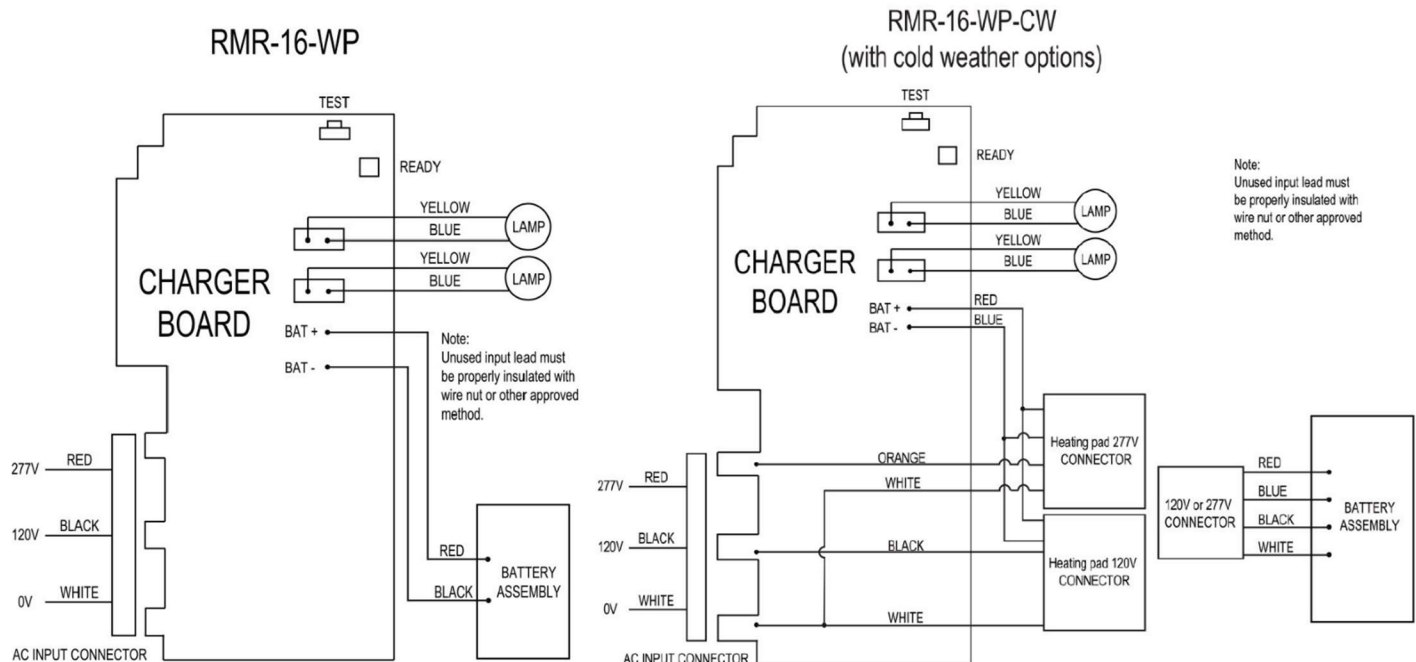 RMR-16-WP
TEST
READY
YELLOW
BLUE
LAMP
YELLOW
BLUE
LAMP
CHARGER
BOARD
BAT +
BAT -
Note:
Unused input lead must
be properly insulated with
wire nut or other approved
method.
277V
RED
120V
BLACK
0V
WHITE
RED
BLACK
BATTERY
ASSEMBLY
AC INPUT CONNECTOR
RMR-16-WP-CW
(with cold weather options)
TEST
READY
Note:
Unused input lead must
be properly insulated with
wire nut or other approved
method.
YELLOW
BLUE
LAMP
YELLOW
BLUE
LAMP
CHARGER
BOARD
BAT +
RED
BAT -
BLUE
Heating pad 277V
CONNECTOR
ORANGE
WHITE
277V
RED
120V
BLACK
BLACK
Heating pad 120V
CONNECTOR
0V
WHITE
WHITE
AC INPUT CONNECTOR
120V or 277V
CONNECTOR
RED
BLUE
BLACK
WHITE
BATTERY
ASSEMBLY